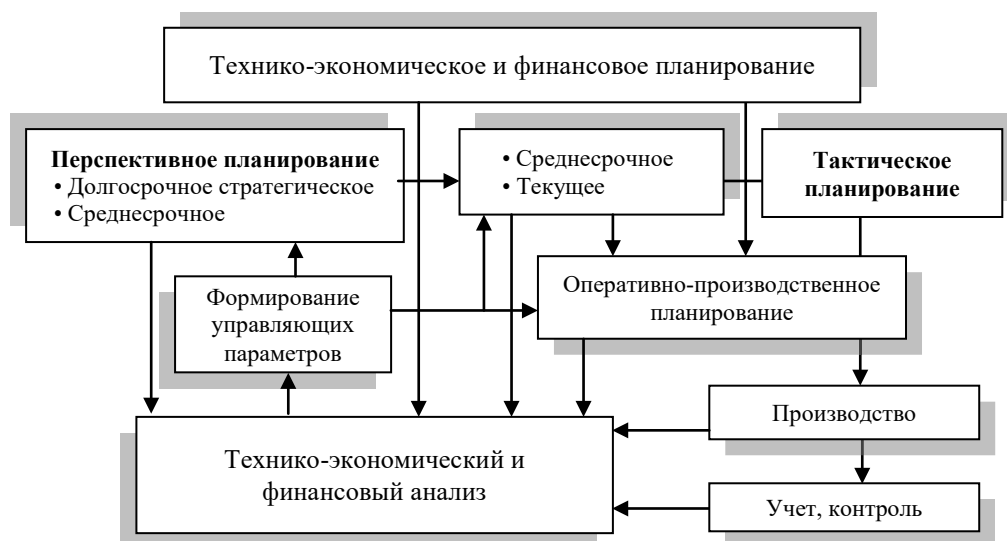 Технико-экономическое и финансовое планирование
Перспективное планирование
• Долгосрочное стратегическое
• Среднесрочное
• Среднесрочное
• Текущее
Тактическое
планирование
Формирование
управляющих
параметров
Оперативно-производственное
планирование
Производство
Технико-экономический и
финансовый анализ
Учет, контроль